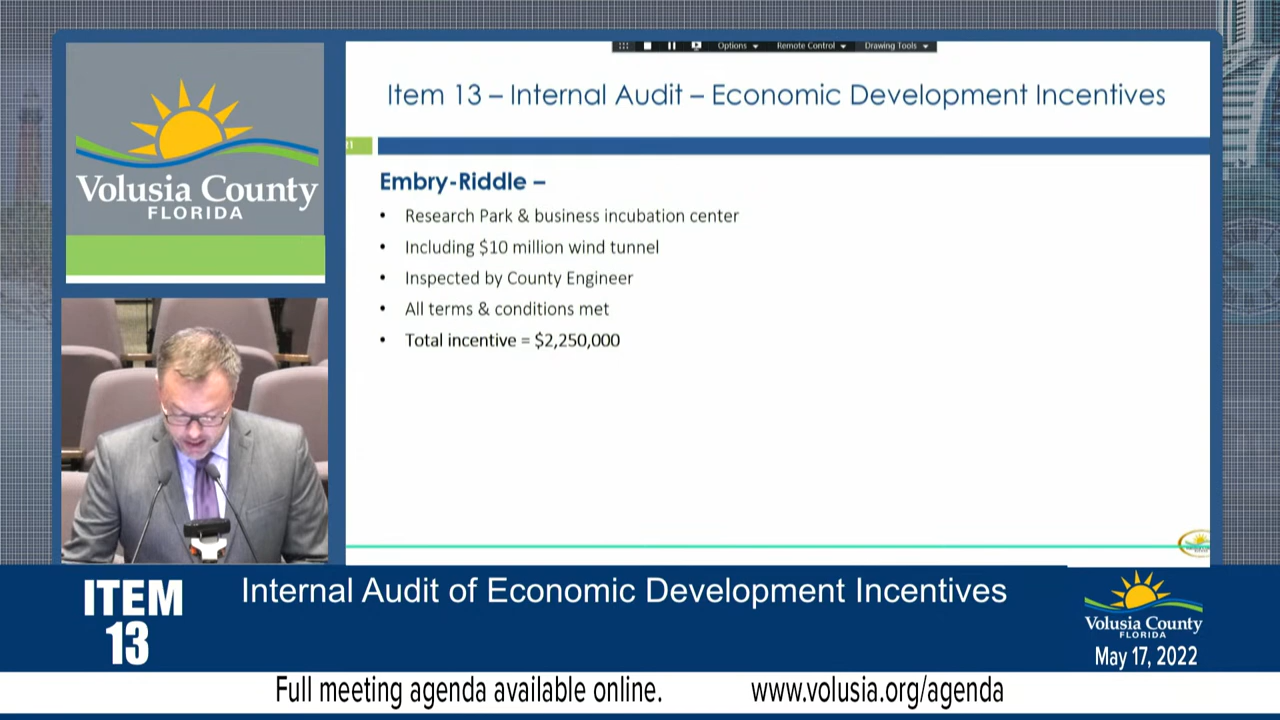 Options
Remote Control
Drawing Tools
Item 13 – Internal Audit – Economic Development Incentives
Volusia County
FLORIDA
Embry-Riddle –
• Research Park & business incubation center
• Including $10 million wind tunnel
• Inspected by County Engineer
• All terms & conditions met
• Total incentive = $2,250,000
ITEM
13
Internal Audit of Economic Development Incentives
Volusia County
FLORIDA
May 17, 2022
Full meeting agenda available online.
www.volusia.org/agenda